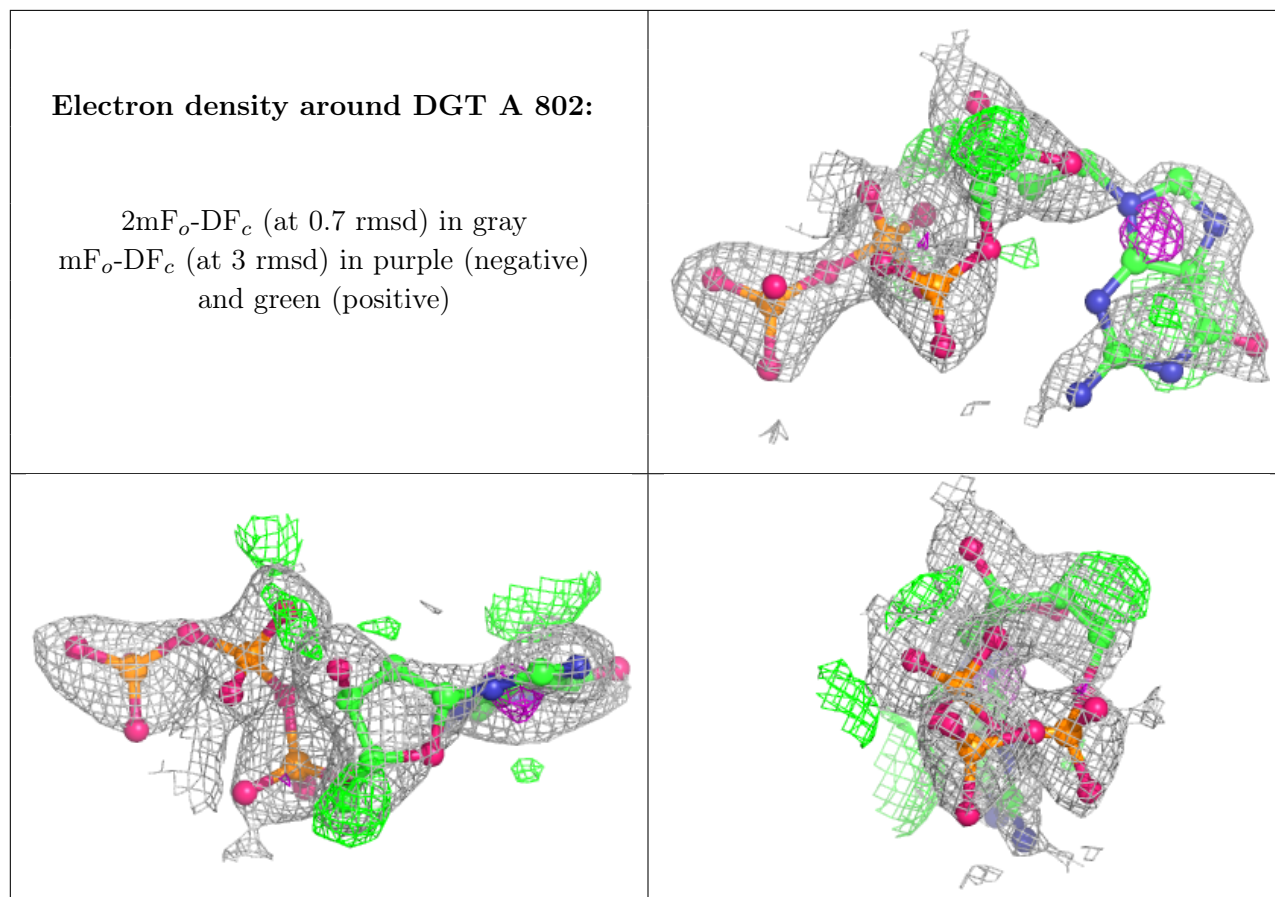 Electron density around DGT A 802:
2mFo-DFc (at 0.7 rmsd) in gray
mFo-DFc (at 3 rmsd) in purple (negative)
and green (positive)